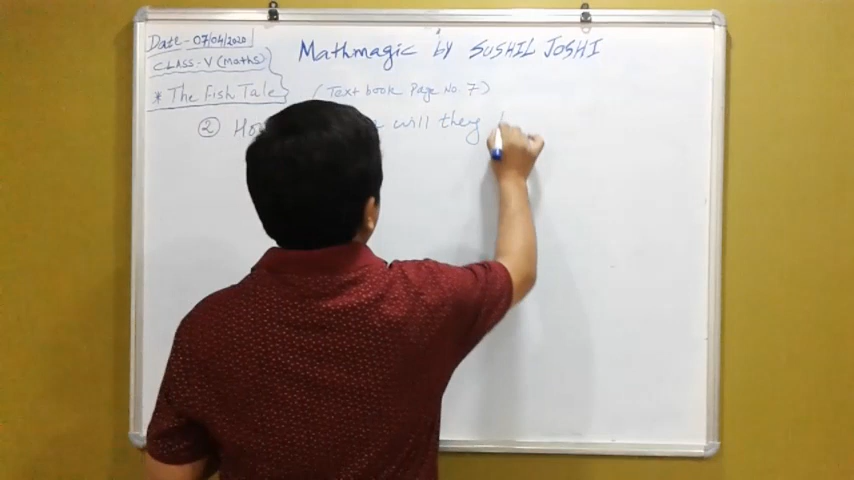 Date - 07/04/2020
Mathmagic by SUSHIL JOSHI
CLASS-V (Maths)
* The Fish Tale (Text book Page No. 7)
② will they